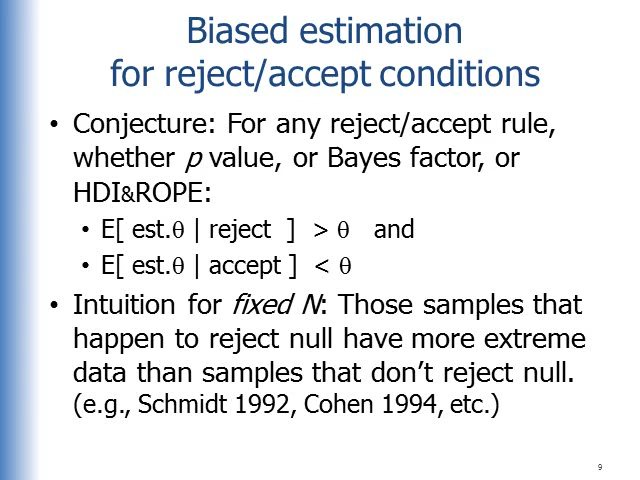 Biased estimation
for reject/accept conditions
• Conjecture: For any reject/accept rule,
whether p value, or Bayes factor, or
HDI&ROPE:
• E[ est.θ | reject ] > θ and
• E[ est.θ | accept ] < θ
• Intuition for fixed N: Those samples that
happen to reject null have more extreme
data than samples that don’t reject null.
(e.g., Schmidt 1992, Cohen 1994, etc.)
9